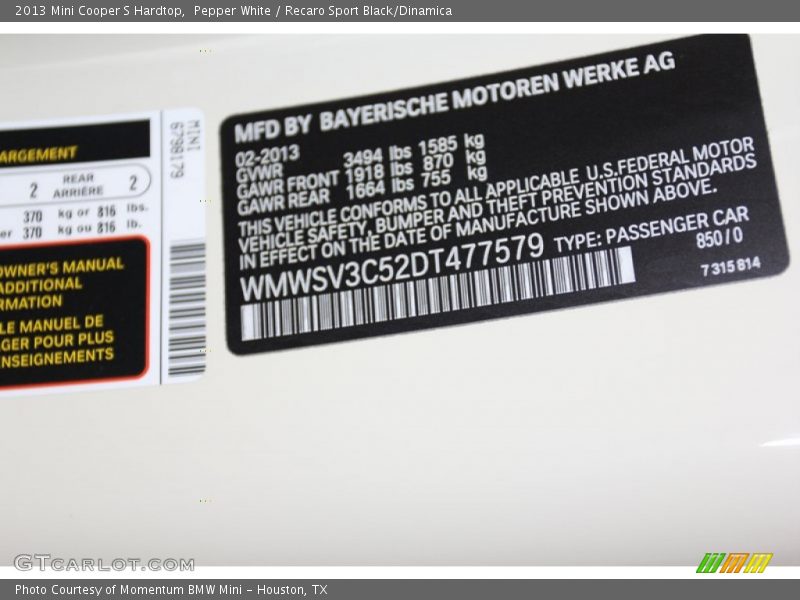 2013 Mini Cooper S Hardtop, Pepper White / Recaro Sport Black/Dinamica
ARGEMENT
2 REAR ARRIÈRE 2
370 kg or 816 lbs.
er 370 kg ou 816 lb.
OWNER'S MANUAL
ADDITIONAL
RMATION
LE MANUEL DE
GER POUR PLUS
NSEIGNEMENTS
MINI
6798179
MFD BY BAYERISCHE MOTOREN WERKE AG
02-2013
GVWR 3494 lbs 1585 kg
GAWR FRONT 1918 lbs 870 kg
GAWR REAR 1664 lbs 755 kg
THIS VEHICLE CONFORMS TO ALL APPLICABLE U.S.FEDERAL MOTOR
VEHICLE SAFETY, BUMPER AND THEFT PREVENTION STANDARDS
IN EFFECT ON THE DATE OF MANUFACTURE SHOWN ABOVE.
WMWSV3C52DT477579 TYPE: PASSENGER CAR
850/0
7315814
GTCARLOT.COM
Photo Courtesy of Momentum BMW Mini - Houston, TX